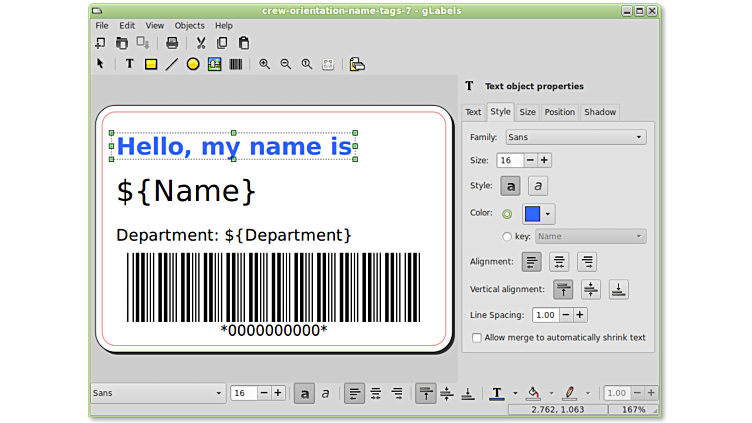 crew-orientation-name-tags-7 - gLabels
File Edit View Objects Help
T
T Text object properties
Text Style Size Position Shadow
Hello, my name is
${Name}
Department: ${Department}
*0000000000*
Family: Sans
Size: 16
Style: a a
Color:
key: Name
Alignment:
Vertical alignment:
Line Spacing: 1.00
Allow merge to automatically shrink text
Sans 16 a a T 1.00
2.762, 1.063 167%